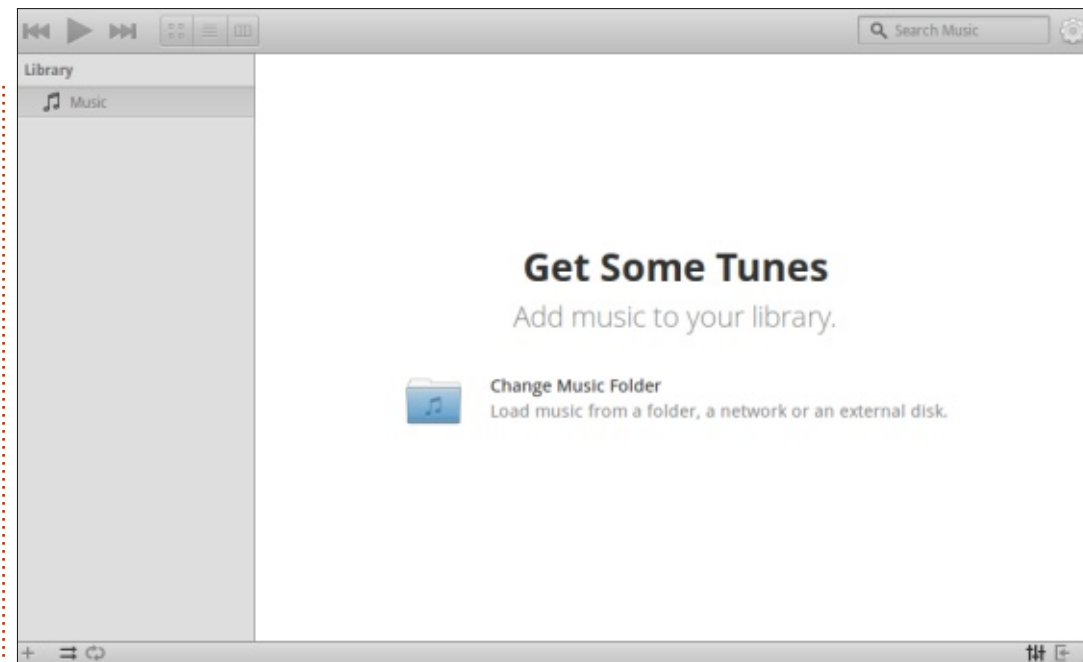 Search Music
Library
Music
Get Some Tunes
Add music to your library.
Change Music Folder
Load music from a folder, a network or an external disk.